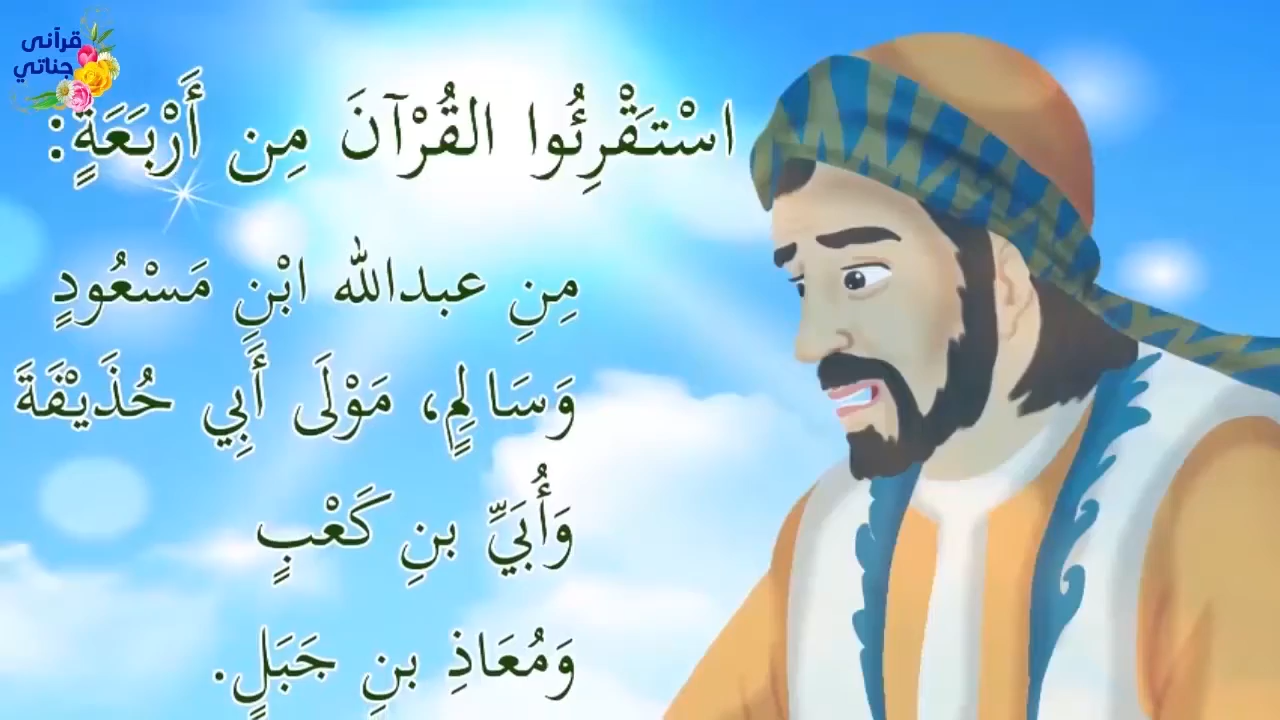 قرآنى
جناتي
اسْتَقْرِئُوا القُرْآنَ مِن أَرْبَعَةٍ:
مِنِ عبدالله ابْنِ مَسْعُودٍ
وَسَالِمٍ، مَوْلَى أَبِي حُذَيْفَةَ
وَأُبَيِّ بنِ كَعْبٍ
وَمُعَاذِ بنِ جَبَلٍ.